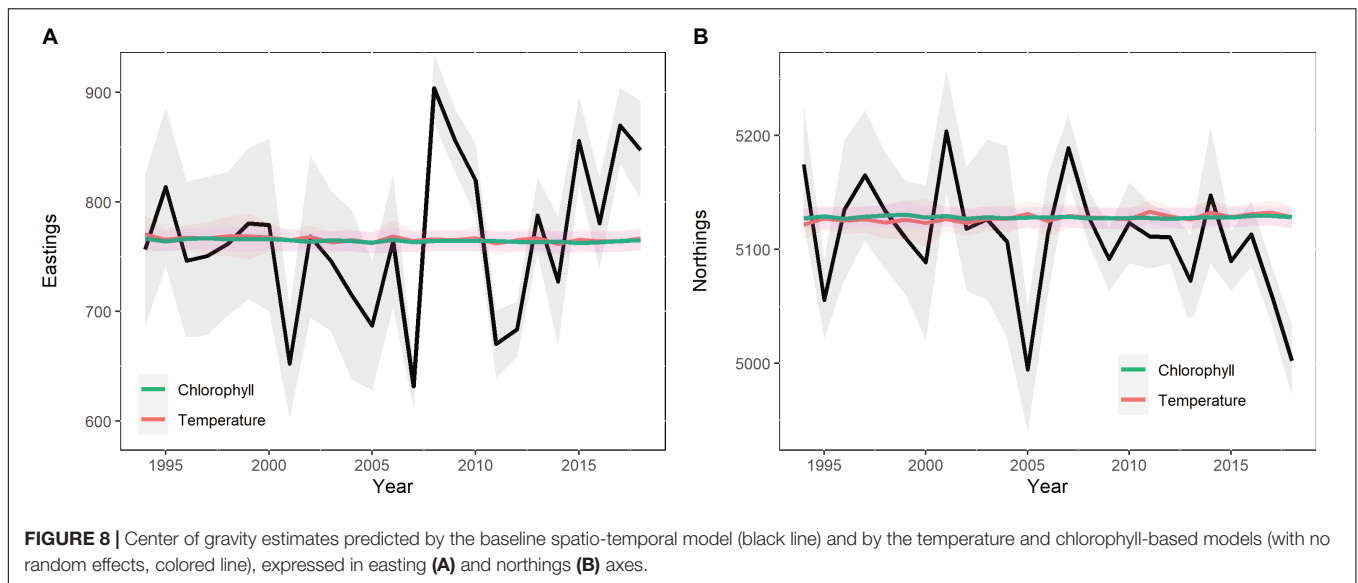 A
B
Eastings
900
800
700
600
Chlorophyll
Temperature
1995 2000 2005 2010 2015
Year
Northings
5200
5100
5000
Chlorophyll
Temperature
1995 2000 2005 2010 2015
Year
FIGURE 8 | Center of gravity estimates predicted by the baseline spatio-temporal model (black line) and by the temperature and chlorophyll-based models (with no
random effects, colored line), expressed in easting (A) and northings (B) axes.